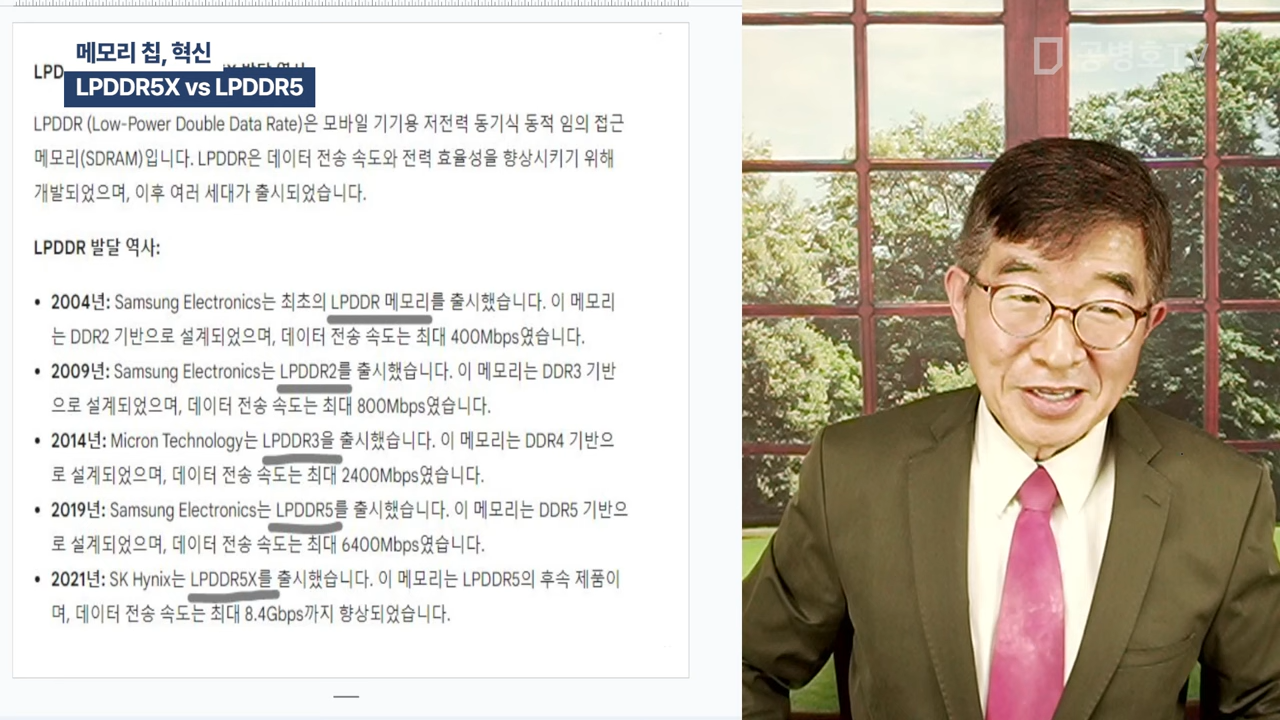 메모리 칩, 혁신
LPDDR5X vs LPDDR5
공병호TV
LPD
발달 역사
LPDDR (Low-Power Double Data Rate)은 모바일 기기용 저전력 동기식 동적 임의 접근
메모리(SDRAM)입니다. LPDDR은 데이터 전송 속도와 전력 효율성을 향상시키기 위해
개발되었으며, 이후 여러 세대가 출시되었습니다.
LPDDR 발달 역사:
• 2004년: Samsung Electronics는 최초의 LPDDR 메모리를 출시했습니다. 이 메모리
는 DDR2 기반으로 설계되었으며, 데이터 전송 속도는 최대 400Mbps였습니다.
• 2009년: Samsung Electronics는 LPDDR2를 출시했습니다. 이 메모리는 DDR3 기반
으로 설계되었으며, 데이터 전송 속도는 최대 800Mbps였습니다.
• 2014년: Micron Technology는 LPDDR3을 출시했습니다. 이 메모리는 DDR4 기반으
로 설계되었으며, 데이터 전송 속도는 최대 2400Mbps였습니다.
• 2019년: Samsung Electronics는 LPDDR5를 출시했습니다. 이 메모리는 DDR5 기반으
로 설계되었으며, 데이터 전송 속도는 최대 6400Mbps였습니다.
• 2021년: SK Hynix는 LPDDR5X를 출시했습니다. 이 메모리는 LPDDR5의 후속 제품이
며, 데이터 전송 속도는 최대 8.4Gbps까지 향상되었습니다.